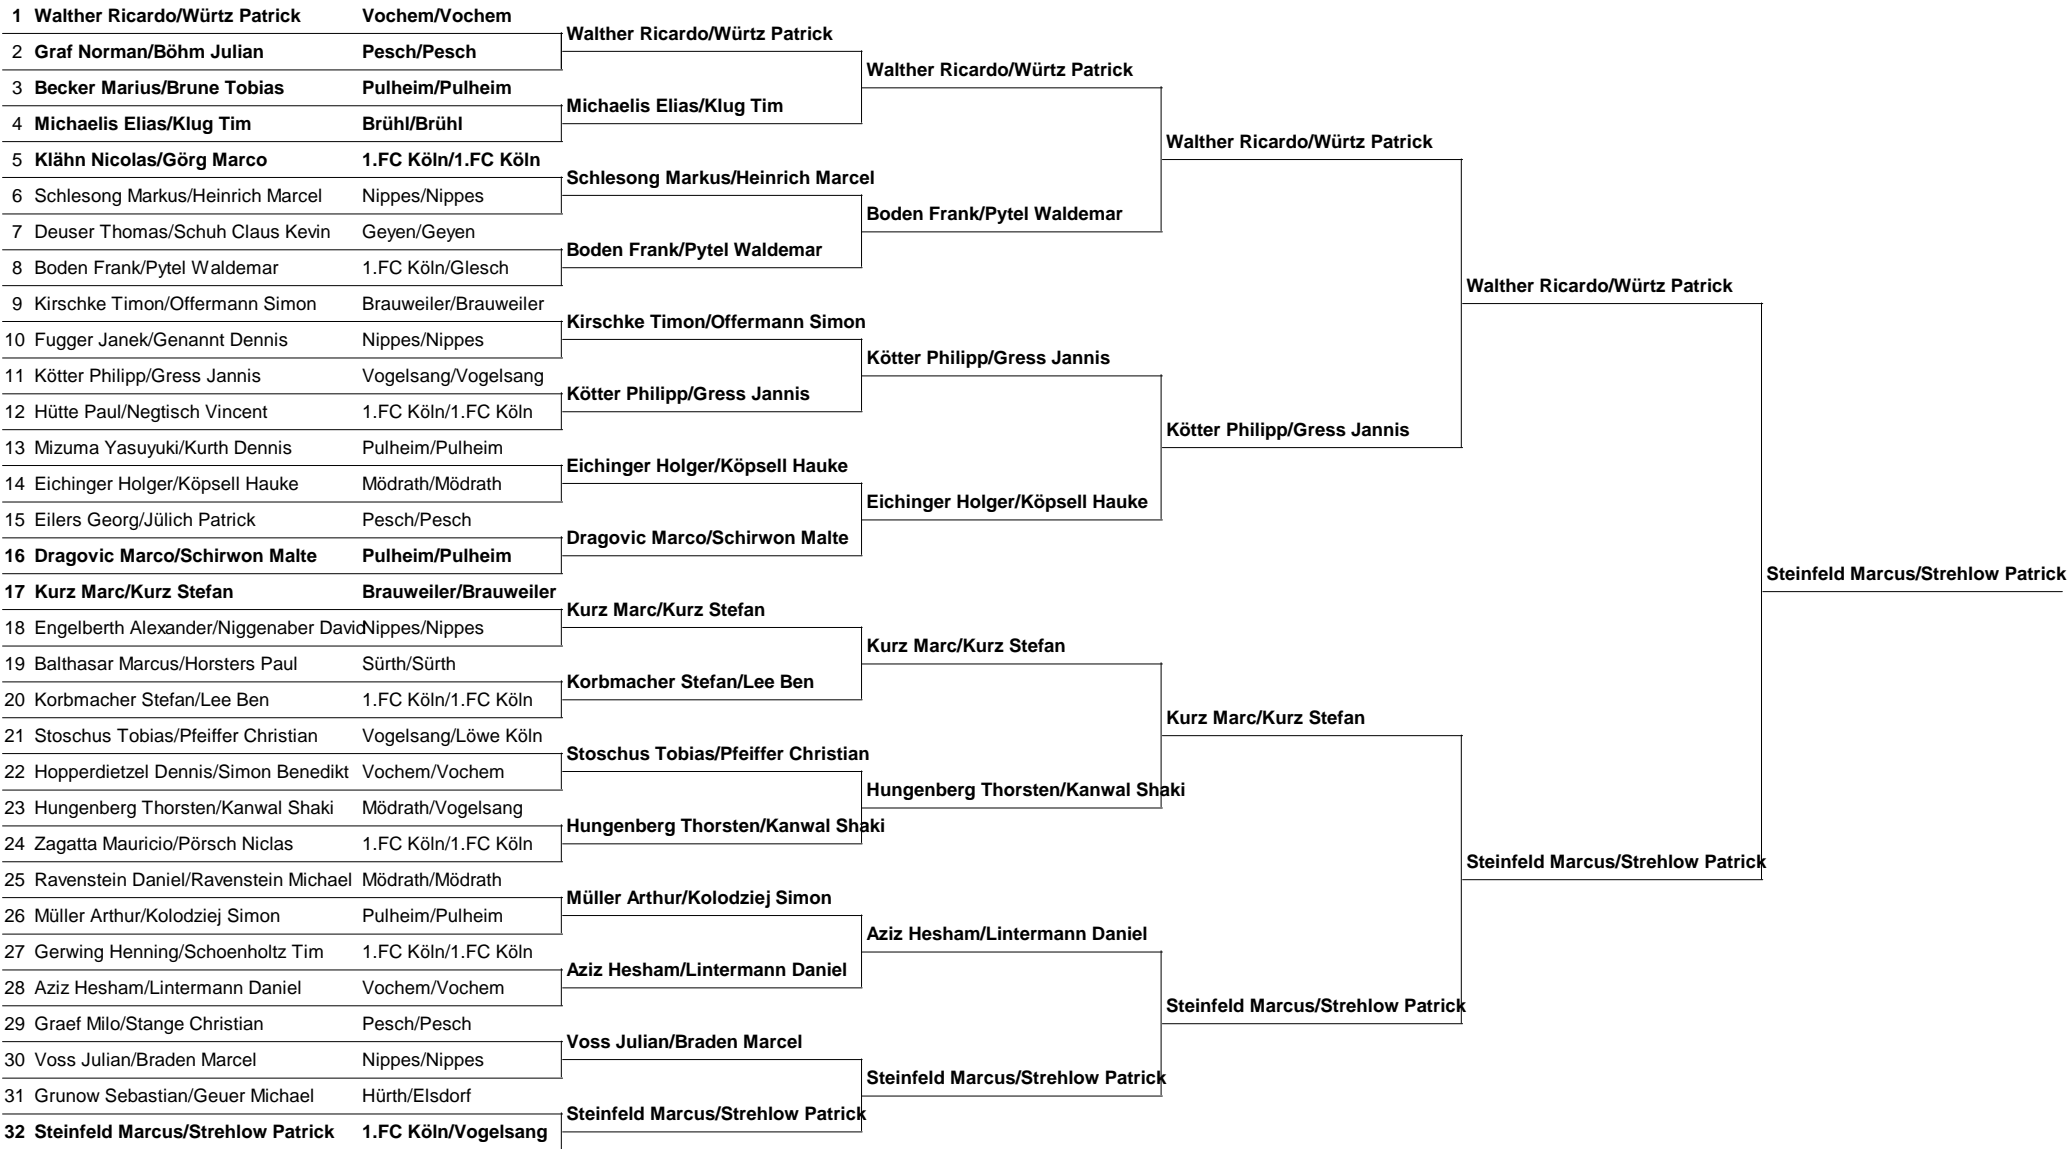 1 Walther Ricardo/Würtz Patrick Vochem/Vochem
Walther Ricardo/Würtz Patrick
2 Graf Norman/Böhm Julian Pesch/Pesch
Walther Ricardo/Würtz Patrick
3 Becker Marius/Brune Tobias Pulheim/Pulheim
Michaelis Elias/Klug Tim
4 Michaelis Elias/Klug Tim Brühl/Brühl
Walther Ricardo/Würtz Patrick
5 Klähn Nicolas/Görg Marco 1.FC Köln/1.FC Köln
Schlesong Markus/Heinrich Marcel
6 Schlesong Markus/Heinrich Marcel Nippes/Nippes
Boden Frank/Pytel Waldemar
7 Deuser Thomas/Schuh Claus Kevin Geyen/Geyen
Boden Frank/Pytel Waldemar
8 Boden Frank/Pytel Waldemar 1.FC Köln/Glesch
Walther Ricardo/Würtz Patrick
9 Kirschke Timon/Offermann Simon Brauweiler/Brauweiler
Kirschke Timon/Offermann Simon
10 Fugger Janek/Genannt Dennis Nippes/Nippes
Kötter Philipp/Gress Jannis
11 Kötter Philipp/Gress Jannis Vogelsang/Vogelsang
Kötter Philipp/Gress Jannis
12 Hütte Paul/Negtisch Vincent 1.FC Köln/1.FC Köln
Kötter Philipp/Gress Jannis
13 Mizuma Yasuyuki/Kurth Dennis Pulheim/Pulheim
Eichinger Holger/Köpsell Hauke
14 Eichinger Holger/Köpsell Hauke Mödrath/Mödrath
Eichinger Holger/Köpsell Hauke
15 Eilers Georg/Jülich Patrick Pesch/Pesch
Dragovic Marco/Schirwon Malte
16 Dragovic Marco/Schirwon Malte Pulheim/Pulheim
Steinfeld Marcus/Strehlow Patrick
17 Kurz Marc/Kurz Stefan Brauweiler/Brauweiler
Kurz Marc/Kurz Stefan
18 Engelberth Alexander/Niggenaber David Nippes/Nippes
Kurz Marc/Kurz Stefan
19 Balthasar Marcus/Horsters Paul Sürth/Sürth
Korbmacher Stefan/Lee Ben
20 Korbmacher Stefan/Lee Ben 1.FC Köln/1.FC Köln
Kurz Marc/Kurz Stefan
21 Stoschus Tobias/Pfeiffer Christian Vogelsang/Löwe Köln
Stoschus Tobias/Pfeiffer Christian
22 Hopperdietzel Dennis/Simon Benedikt Vochem/Vochem
Hungenberg Thorsten/Kanwal Shaki
23 Hungenberg Thorsten/Kanwal Shaki Mödrath/Vogelsang
Hungenberg Thorsten/Kanwal Shaki
24 Zagatta Mauricio/Pörsch Niclas 1.FC Köln/1.FC Köln
Steinfeld Marcus/Strehlow Patrick
25 Ravenstein Daniel/Ravenstein Michael Mödrath/Mödrath
Müller Arthur/Kolodziej Simon
26 Müller Arthur/Kolodziej Simon Pulheim/Pulheim
Aziz Hesham/Lintermann Daniel
27 Gerwing Henning/Schoenholtz Tim 1.FC Köln/1.FC Köln
Aziz Hesham/Lintermann Daniel
28 Aziz Hesham/Lintermann Daniel Vochem/Vochem
Steinfeld Marcus/Strehlow Patrick
29 Graef Milo/Stange Christian Pesch/Pesch
Voss Julian/Braden Marcel
30 Voss Julian/Braden Marcel Nippes/Nippes
Steinfeld Marcus/Strehlow Patrick
31 Grunow Sebastian/Geuer Michael Hürth/Elsdorf
Steinfeld Marcus/Strehlow Patrick
32 Steinfeld Marcus/Strehlow Patrick 1.FC Köln/Vogelsang